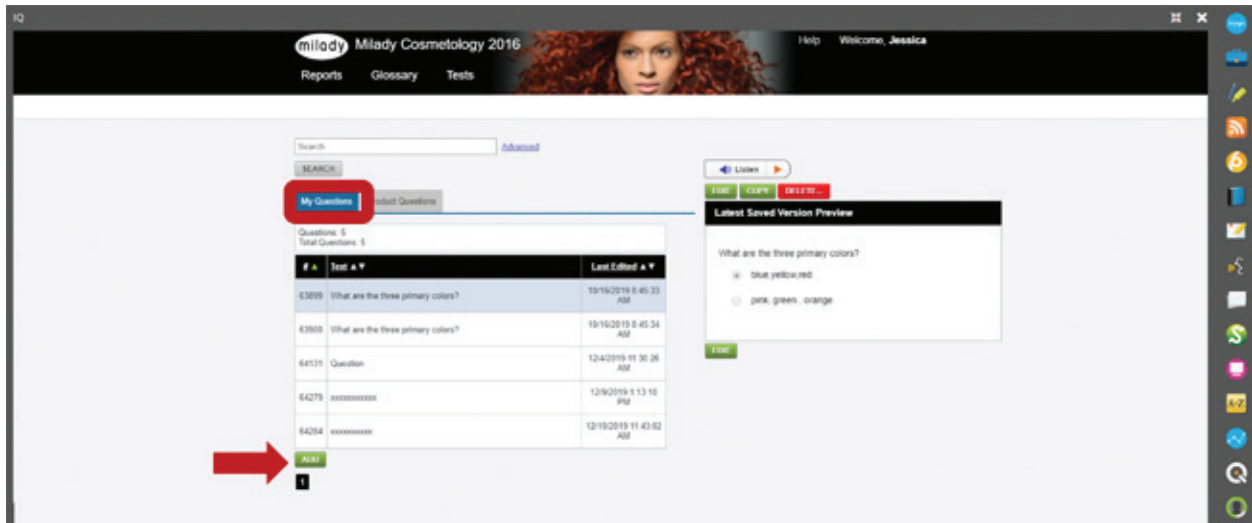 IQ
milady Milady Cosmetology 2016
Help Welcome, Jessica
Reports Glossary Tests
Search Advanced
SEARCH
My Questions Product Questions
Questions: 5
Total Questions: 5
# ▲ Text ▲▼ Last Edited ▲▼
63899 What are the three primary colors? 10/16/2019 8:45:33
AM
63900 What are the three primary colors? 10/16/2019 8:45:34
AM
64131 Question 12/4/2019 11:30:26
AM
64279 xxxxxxxxxxx 12/9/2019 1:13:16
PM
64284 xxxxxxxxxx 12/10/2019 11:43:02
AM
ADD
1
Listen
EDIT COPY DELETE...
Latest Saved Version Preview
What are the three primary colors?
blue,yellow,red
pink, green , orange
EDIT
A-Z